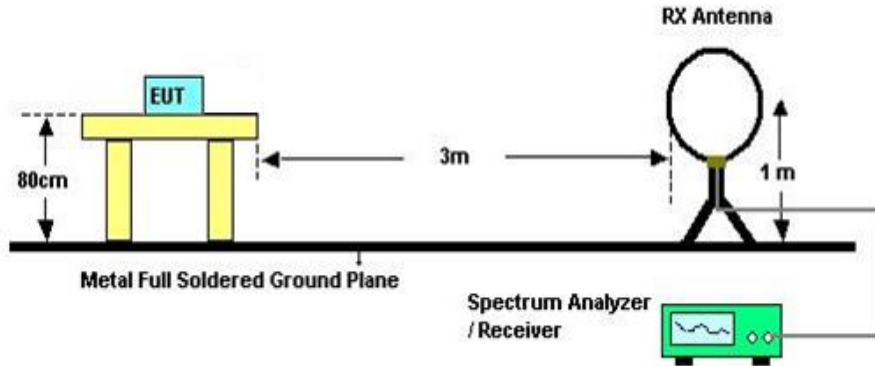 RX Antenna
EUT
3m
80cm
1 m
Metal Full Soldered Ground Plane
Spectrum Analyzer
/ Receiver